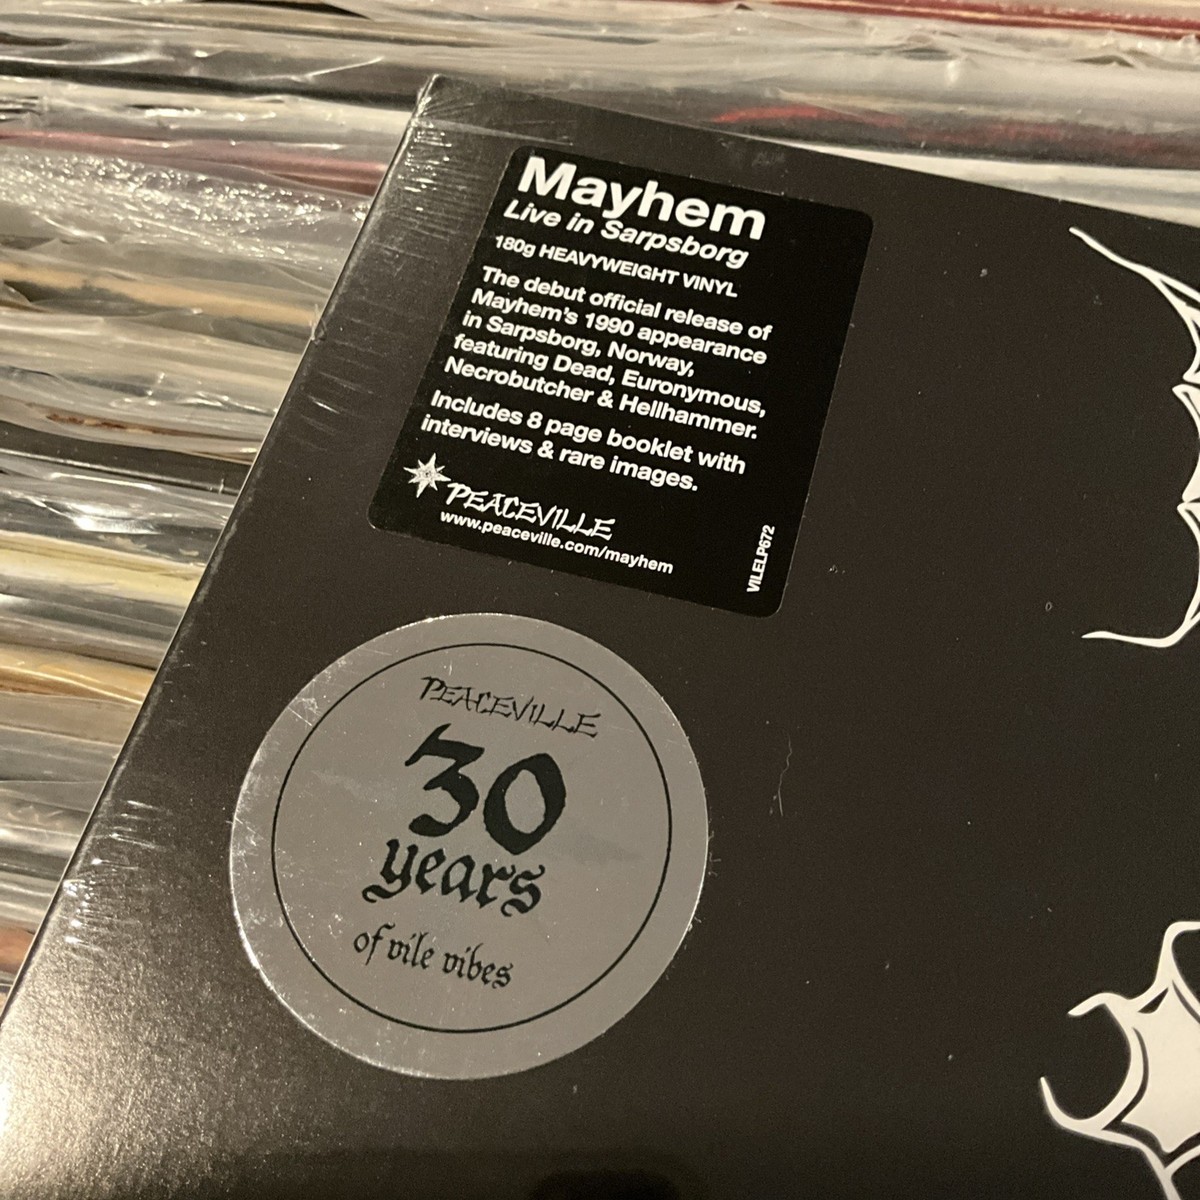 Mayhem
Live in Sarpsborg
180g HEAVYWEIGHT VINYL
The debut official release of
Mayhem's 1990 appearance
in Sarpsborg, Norway,
featuring Dead, Euronymous,
Necrobutcher & Hellhammer.
Includes 8 page booklet with
interviews & rare images.
PEACEVILLE
www.peaceville.com/mayhem
VILELP672
PEACEVILLE
30
years
of vile vibes